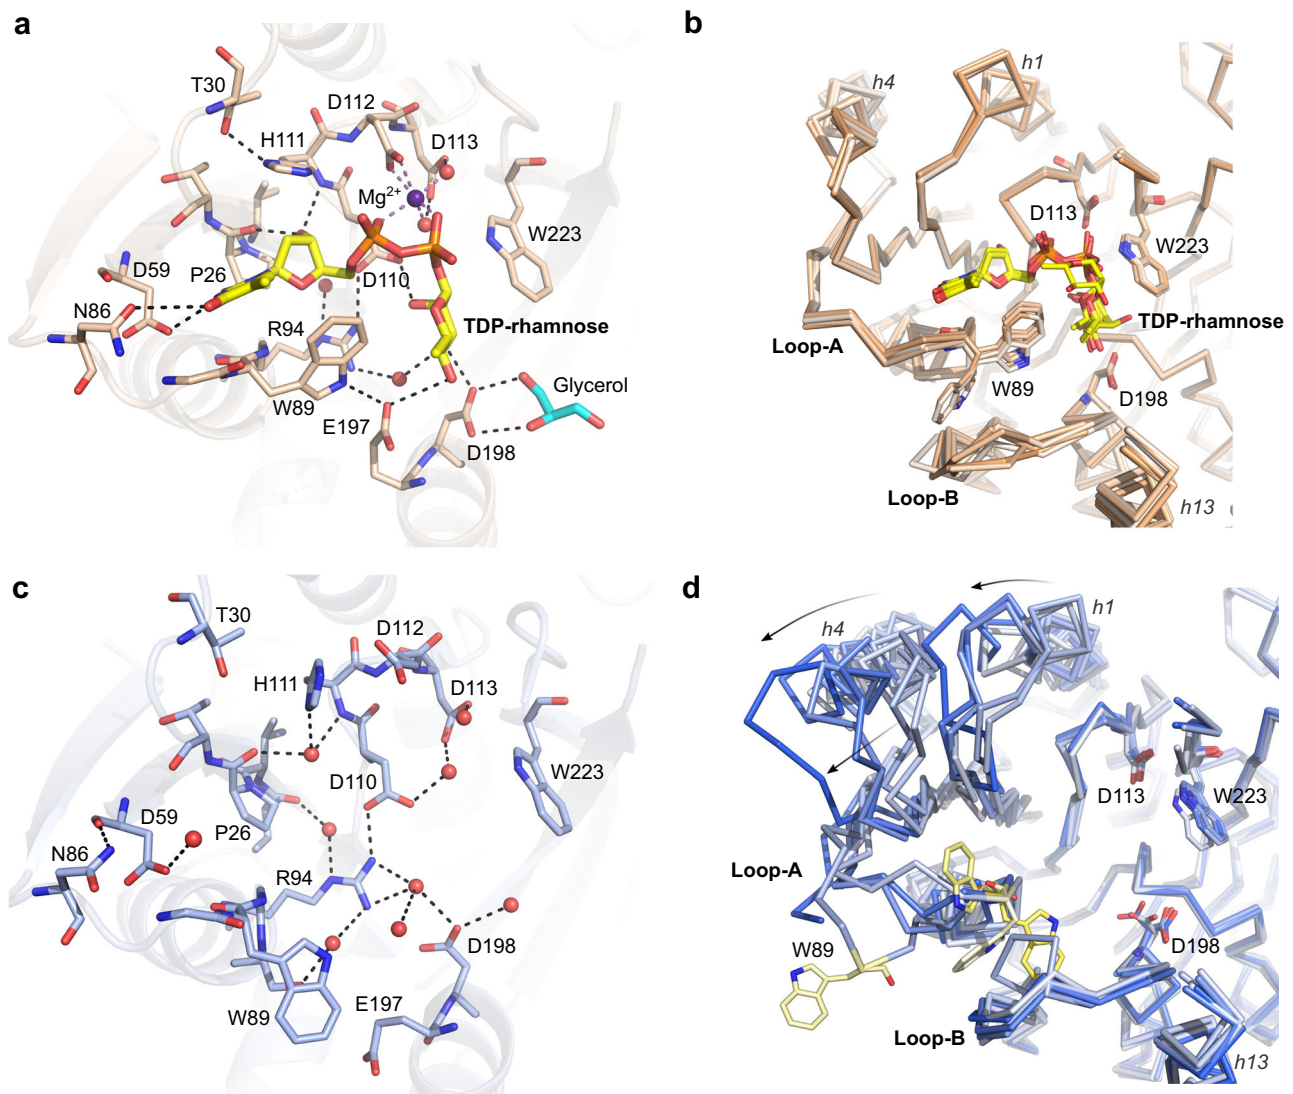 a
T30
D112
H111
D113
Mg2+
W223
D59
P26
D110
N86
TDP-rhamnose
R94
Glycerol
W89
E197
D198
b
h1
h4
D113
W223
TDP-rhamnose
Loop-A
W89
D198
Loop-B
h13
c
T30
D112
H111
D113
W223
D110
D59
P26
N86
R94
D198
W89
E197
d
h1
h4
D113
W223
Loop-A
W89
D198
Loop-B
h13